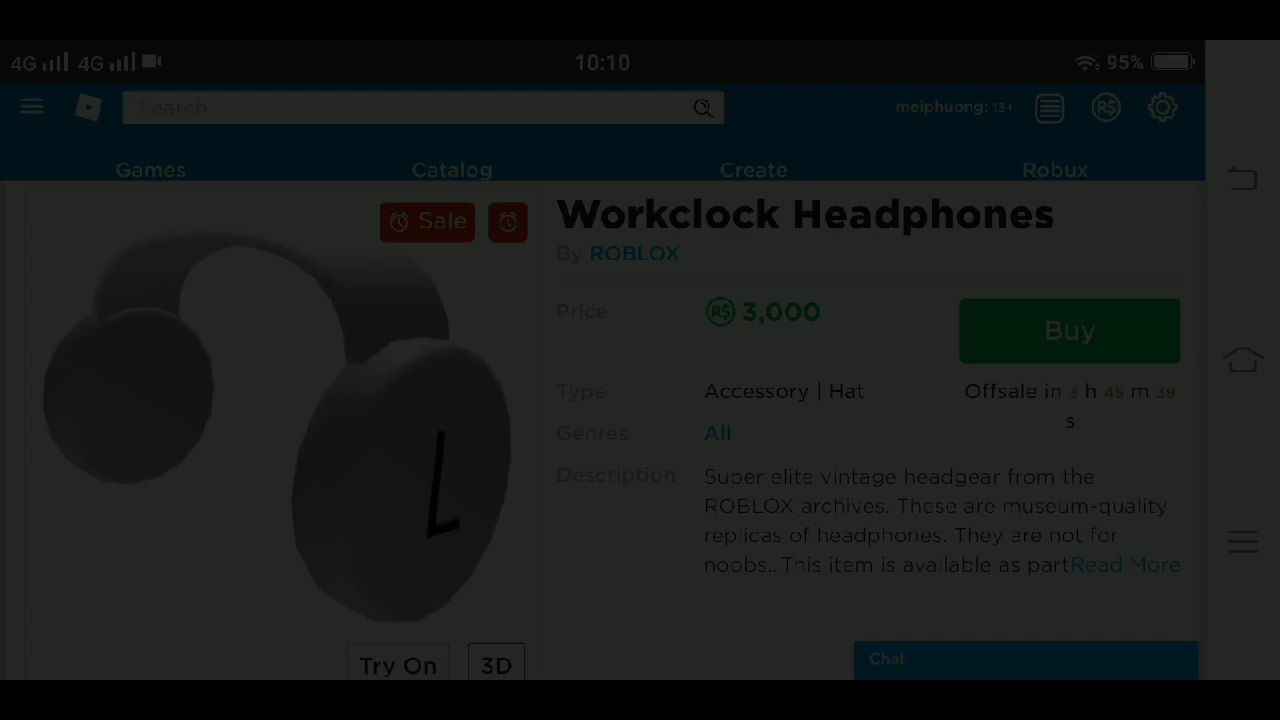 4G 4G 10:10 95%
Search meiphuong: 13+ R$
Games Catalog Create Robux
Sale
Workclock Headphones
By ROBLOX
Price R$ 3,000 Buy
Type Accessory | Hat Offsale in 3 h 45 m 39
s
Genres All
Description Super elite vintage headgear from the
ROBLOX archives. These are museum-quality
replicas of headphones. They are not for
noobs...This item is available as partRead More
Try On 3D
Chat